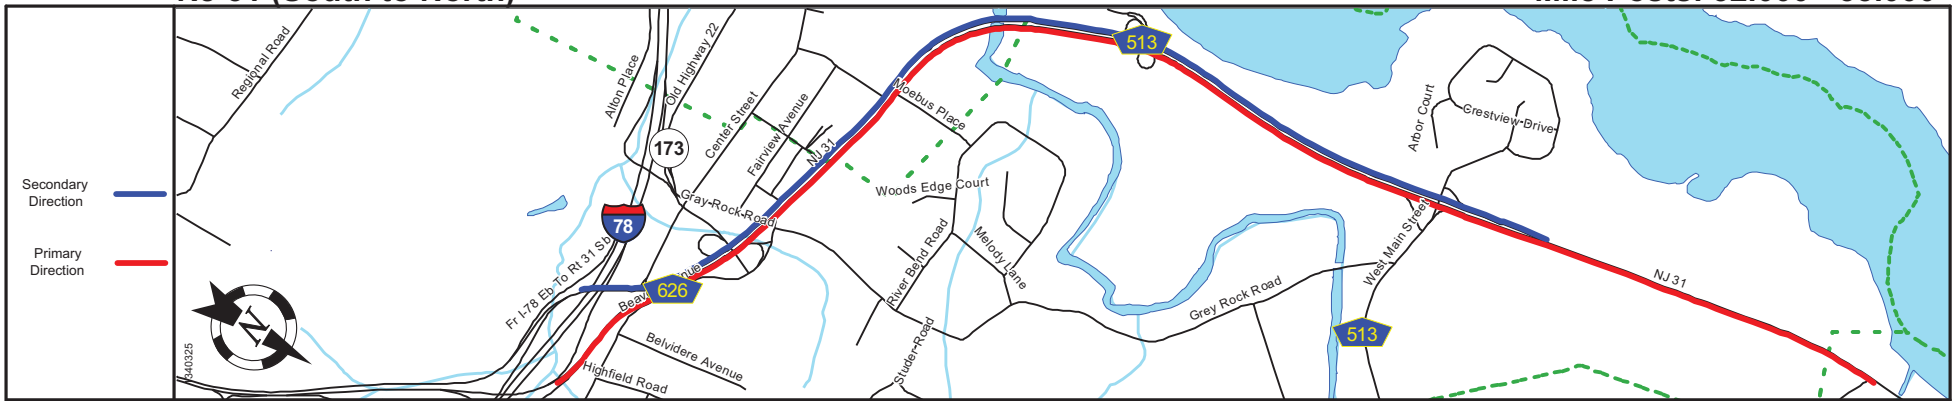 Secondary
Direction
Primary
Direction
Regional Road
Alton Place
Old Highway 22
173
Center Street
Fairview Avenue
NJ 31
Moebus Place
513
Arbor Court
Crestview Drive
Woods Edge Court
Gray Rock Road
78
Fr I-78 Eb To Rt 31 Sb
626
River Bend Road
Melody Lane
West Main Street
NJ 31
Grey Rock Road
513
N
340325
Belvidere Avenue
Highfield Road
Studer Road